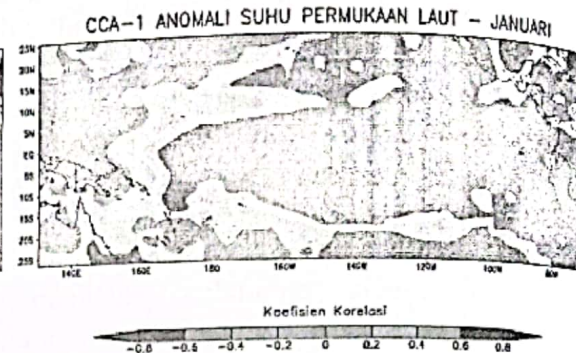 CCA-1 ANOMALI SUHU PERMUKAAN LAUT - JANUARI
25N
20N
15N
10N
5N
EQ
5S
10S
15S
20S
25S
140E 160E 180 160W 140W 120W 100W 80W
Koefisien Korelasi
-0.8 -0.6 -0.4 -0.2 0 0.2 0.4 0.6 0.8